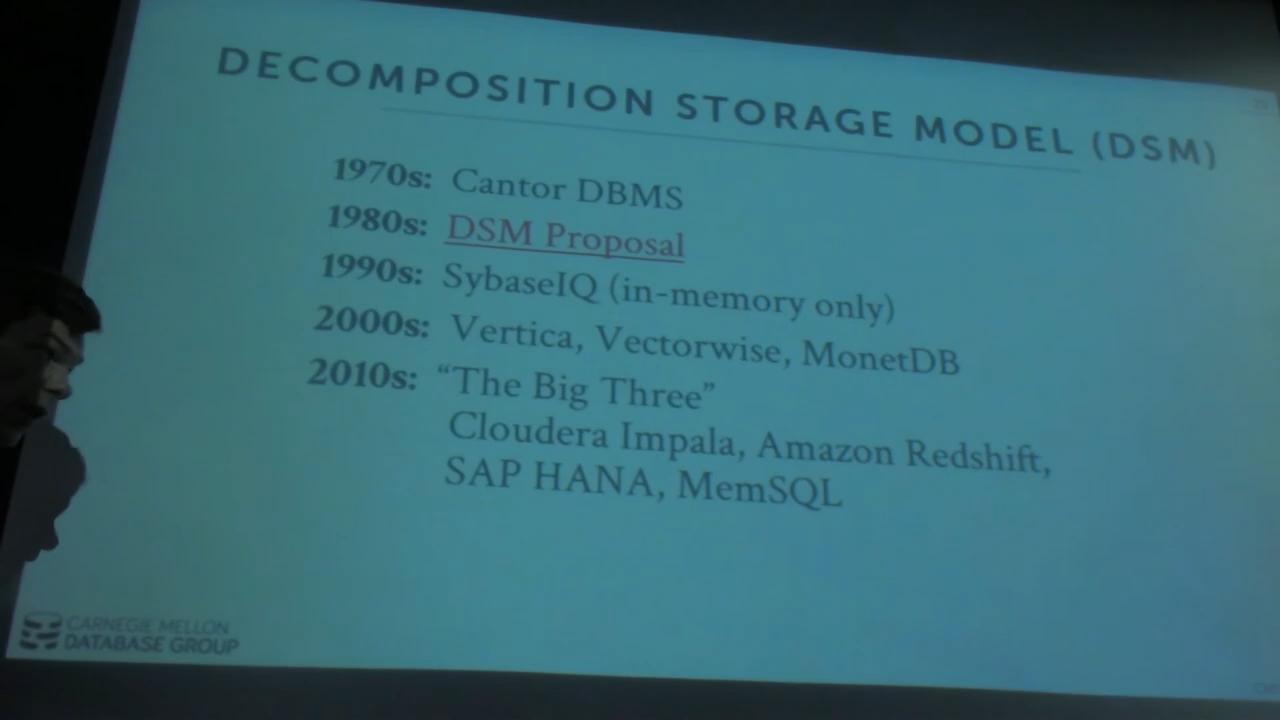 DECOMPOSITION STORAGE MODEL (DSM)
1970s: Cantor DBMS
1980s: DSM Proposal
1990s: SybaseIQ (in-memory only)
2000s: Vertica, Vectorwise, MonetDB
2010s: “The Big Three”
Cloudera Impala, Amazon Redshift,
SAP HANA, MemSQL
CARNEGIE MELLON
DATABASE GROUP